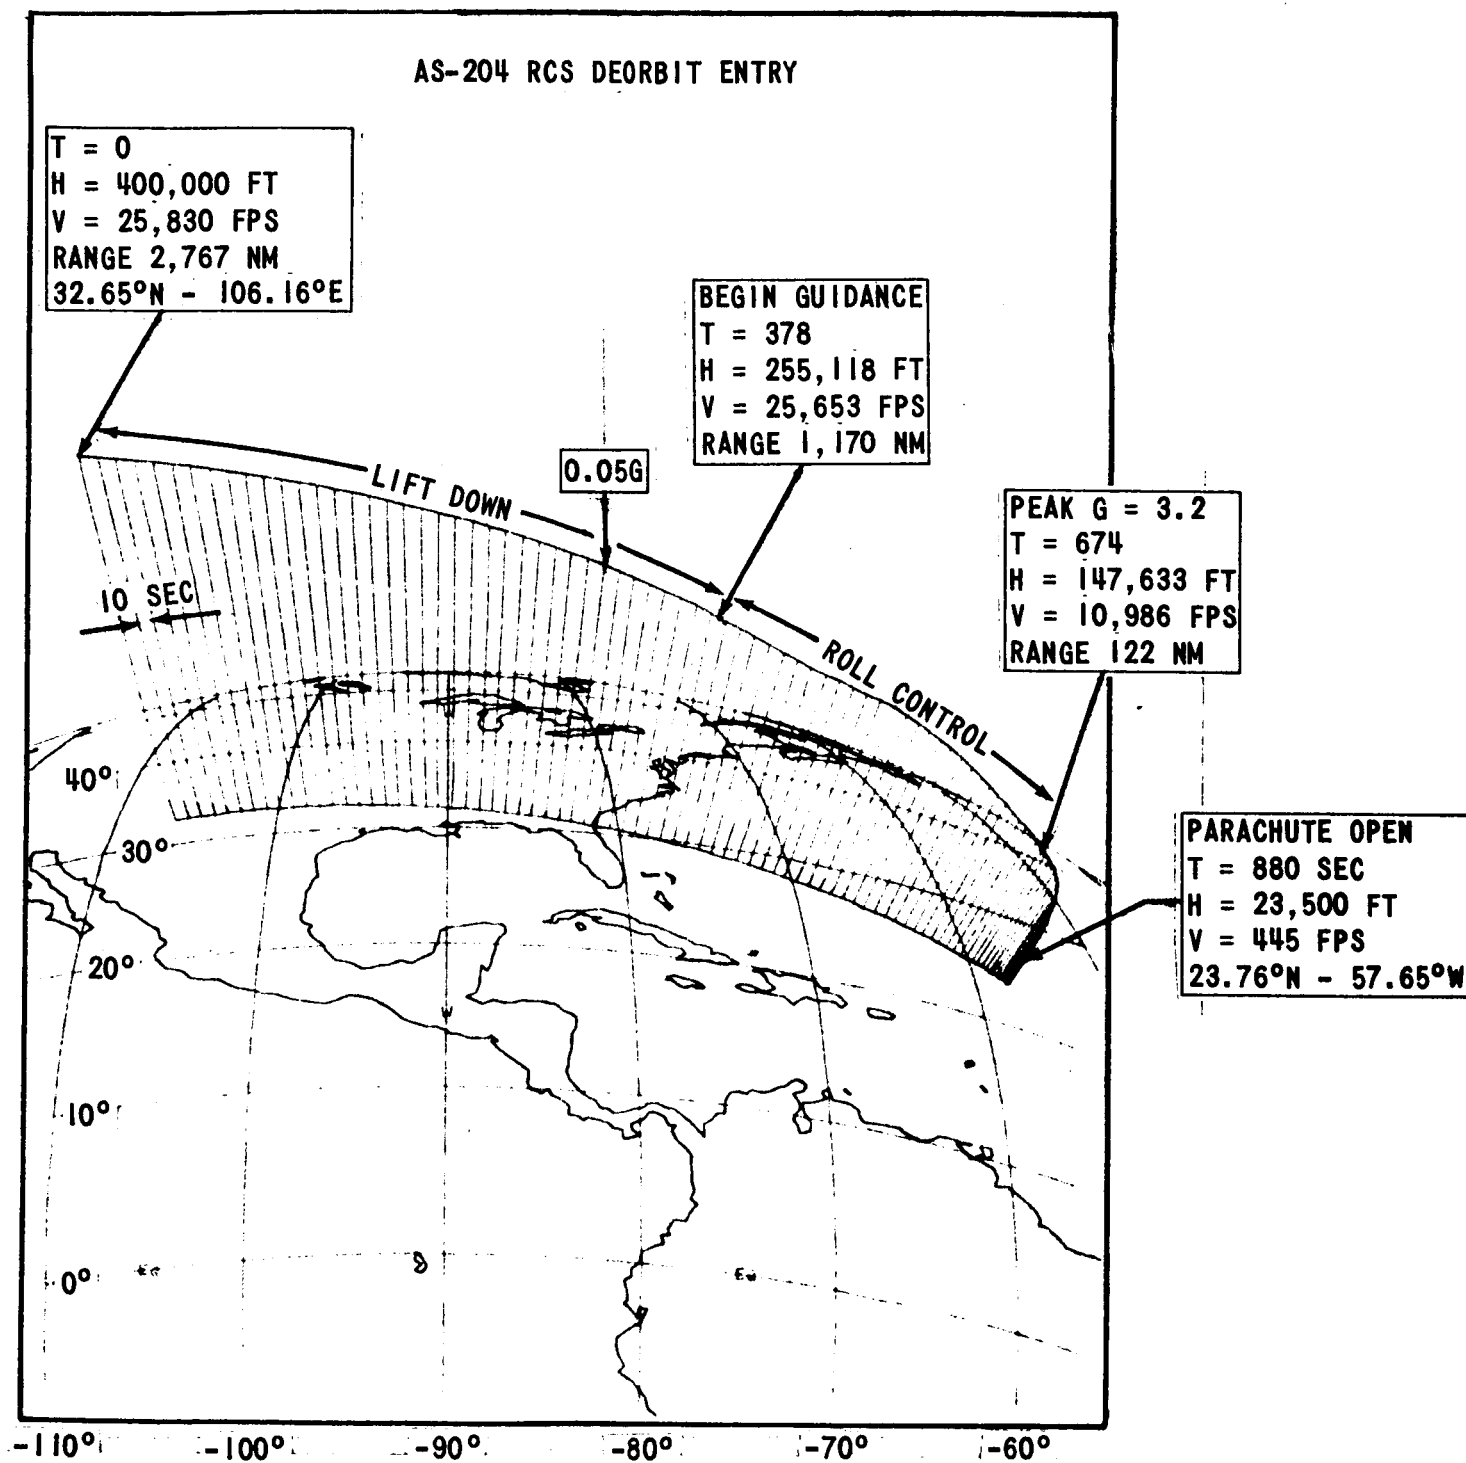 AS-204 RCS DEORBIT ENTRY
T = 0
H = 400,000 FT
V = 25,830 FPS
RANGE 2,767 NM
32.65°N - 106.16°E
BEGIN GUIDANCE
T = 378
H = 255,118 FT
V = 25,653 FPS
RANGE 1,170 NM
0.05G
LIFT DOWN
PEAK G = 3.2
T = 674
H = 147,633 FT
V = 10,986 FPS
RANGE 122 NM
10 SEC
ROLL CONTROL
PARACHUTE OPEN
T = 880 SEC
H = 23,500 FT
V = 445 FPS
23.76°N - 57.65°W
40°
30°
20°
10°
0°
-110°
-100°
-90°
-80°
-70°
-60°